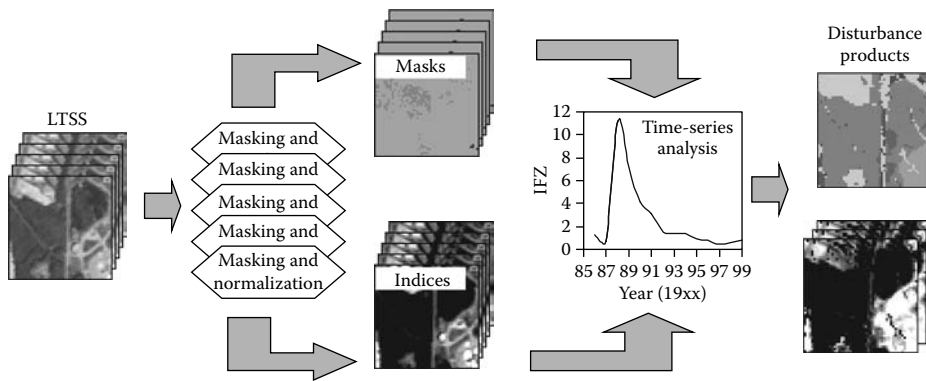 LTSS
Masking and
Masking and
Masking and
Masking and
Masking and
normalization
Masks
Indices
12
10
8
6
4
2
0
IFZ
Time-series
analysis
85 87 89 91 93 95 97 99
Year (19xx)
Disturbance
products